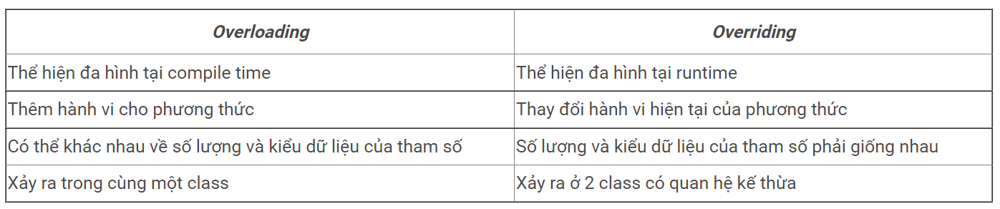 Overloading
Overriding
Thể hiện đa hình tại compile time
Thể hiện đa hình tại runtime
Thêm hành vi cho phương thức
Thay đổi hành vi hiện tại của phương thức
Có thể khác nhau về số lượng và kiểu dữ liệu của tham số
Số lượng và kiểu dữ liệu của tham số phải giống nhau
Xảy ra trong cùng một class
Xảy ra ở 2 class có quan hệ kế thừa